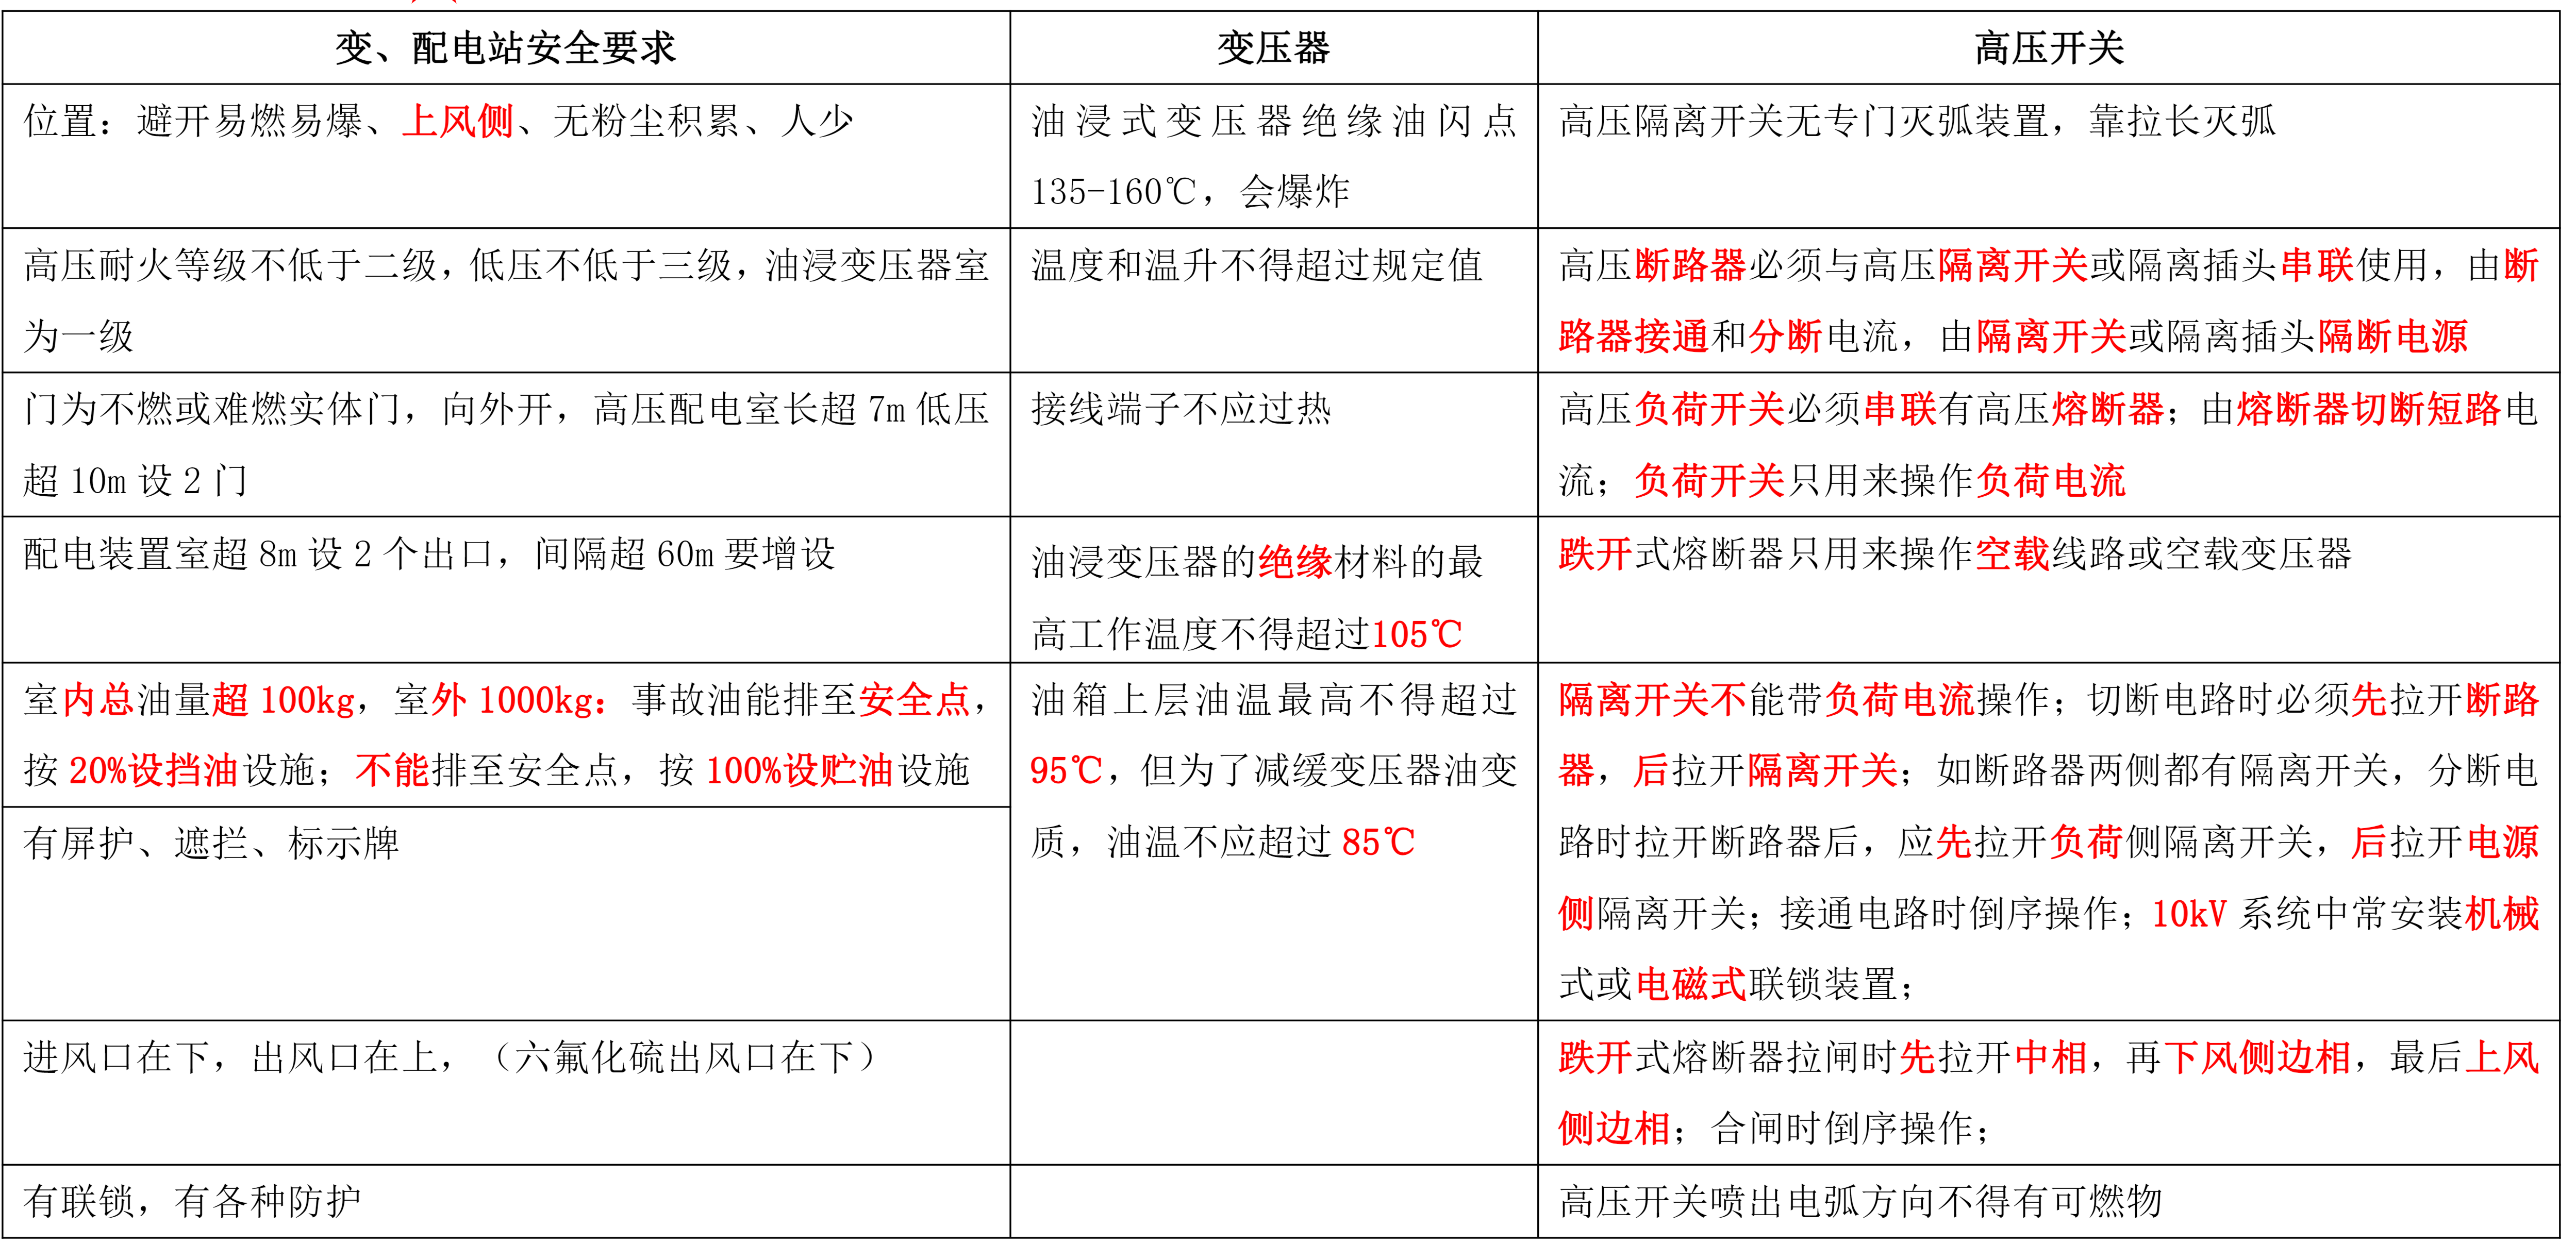 变、配电站安全要求
变压器
高压开关
位置：避开易燃易爆、上风侧、无粉尘积累、人少
油浸式变压器绝缘油闪点
135-160℃，会爆炸
高压隔离开关无专门灭弧装置，靠拉长灭弧
高压耐火等级不低于二级，低压不低于三级，油浸变压器室
为一级
温度和温升不得超过规定值
高压断路器必须与高压隔离开关或隔离插头串联使用，由断
路器接通和分断电流，由隔离开关或隔离插头隔断电源
门为不燃或难燃实体门，向外开，高压配电室长超 7m 低压
超 10m 设 2 门
接线端子不应过热
高压负荷开关必须串联有高压熔断器；由熔断器切断短路电
流；负荷开关只用来操作负荷电流
配电装置室超 8m 设 2 个出口，间隔超 60m 要增设
油浸变压器的绝缘材料的最
高工作温度不得超过105℃
跌开式熔断器只用来操作空载线路或空载变压器
室内总油量超 100kg，室外 1000kg：事故油能排至安全点，
按 20%设挡油设施；不能排至安全点，按 100%设贮油设施
有屏护、遮拦、标示牌
油箱上层油温最高不得超过
95℃，但为了减缓变压器油变
质，油温不应超过 85℃
隔离开关不能带负荷电流操作；切断电路时必须先拉开断路
器，后拉开隔离开关；如断路器两侧都有隔离开关，分断电
路时拉开断路器后，应先拉开负荷侧隔离开关，后拉开电源
侧隔离开关；接通电路时倒序操作；10kV 系统中常安装机械
式或电磁式联锁装置；
进风口在下，出风口在上，（六氟化硫出风口在下）
跌开式熔断器拉闸时先拉开中相，再下风侧边相，最后上风
侧边相；合闸时倒序操作；
有联锁，有各种防护
高压开关喷出电弧方向不得有可燃物